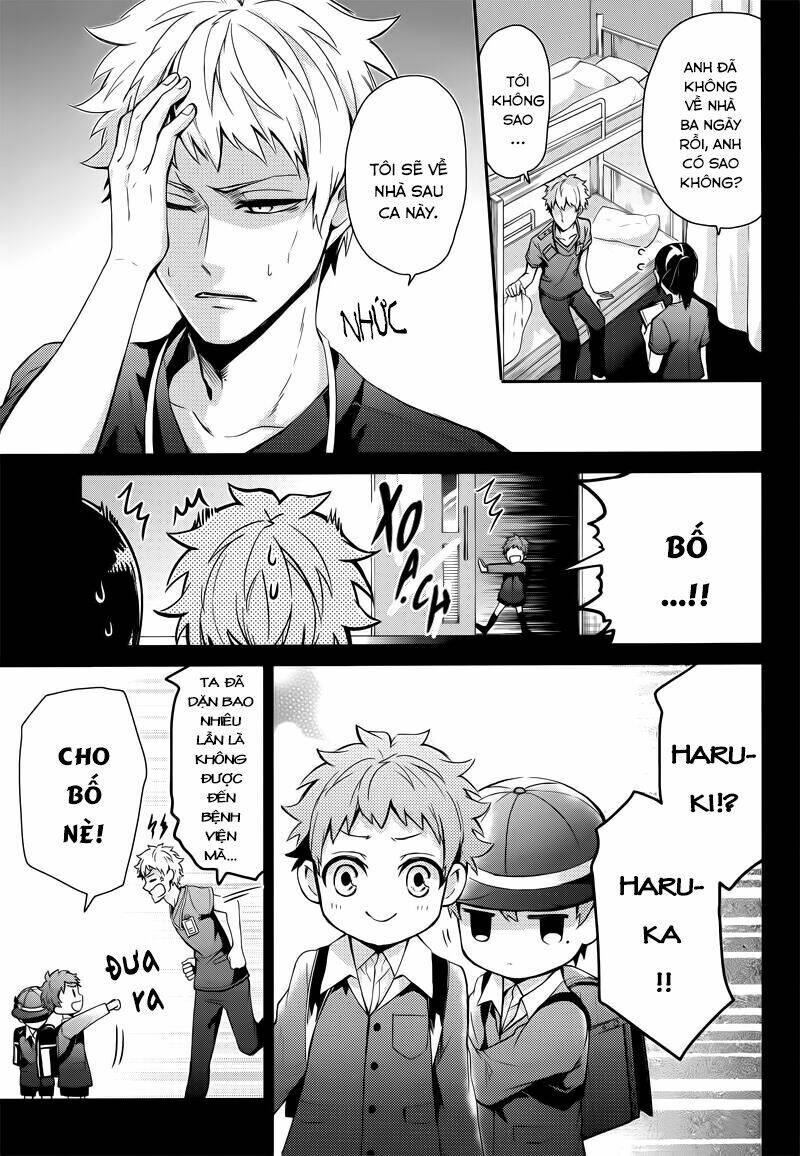 ANH ĐÃ
KHÔNG
VỀ NHÀ
BA NGÀY
RỒI, ANH
CÓ SAO
KHÔNG?
TÔI
KHÔNG
SAO
...
TÔI SẼ VỀ
NHÀ SAU
CA NÀY.
NHỨC
BỐ
...!!
XOẠCH
HARU-
KI!?
HARU-
KA
!!
TA ĐÃ
DẶN BAO
NHIÊU
LẦN LÀ
KHÔNG
ĐƯỢC
ĐẾN
BỆNH
VIỆN
MÀ...
CHO
BỐ
NÈ!
ĐƯA
RA